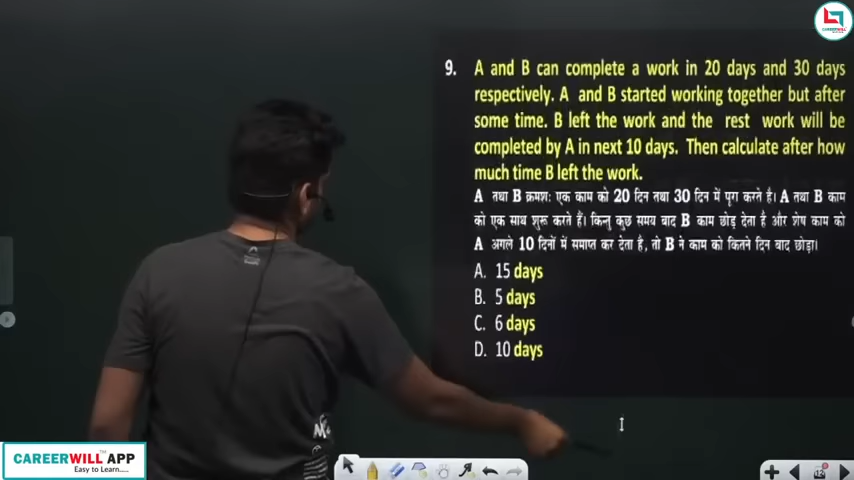 9. A and B can complete a work in 20 days and 30 days
respectively. A and B started working together but after
some time. B left the work and the rest work will be
completed by A in next 10 days. Then calculate after how
much time B left the work.
A तथा B क्रमशः एक काम को 20 दिन तथा 30 दिन में पूरा करते है। A तथा B काम
को एक साथ शुरू करते हैं। किन्तु कुछ समय बाद B काम छोड़ देता है और शेष काम को
A अगले 10 दिनों में समाप्त कर देता है, तो B ने काम को कितने दिन बाद छोड़ा।
A. 15 days
B. 5 days
C. 6 days
D. 10 days
CAREERWILL APP
Easy to Learn.....